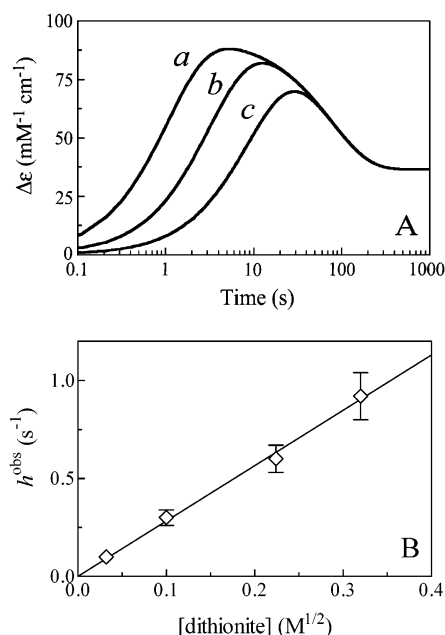 100
75
50
25
0
Δε (mM⁻¹ cm⁻¹)
a
b
c
A
0.1 1 10 100 1000
Time (s)
1.0
0.5
0.0
h^obs (s⁻¹)
B
0.0 0.1 0.2 0.3 0.4
[dithionite] (M^1/2)